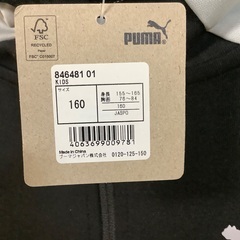 FSC
RECYCLED
Paper
FSC® C019997
PUMA
846481 01
KIDS
サイズ
160
身長 155-165
胸囲 75-84
160
JASPO
4063699009781
Made in China
プーマジャパン株式会社 0120-125-150